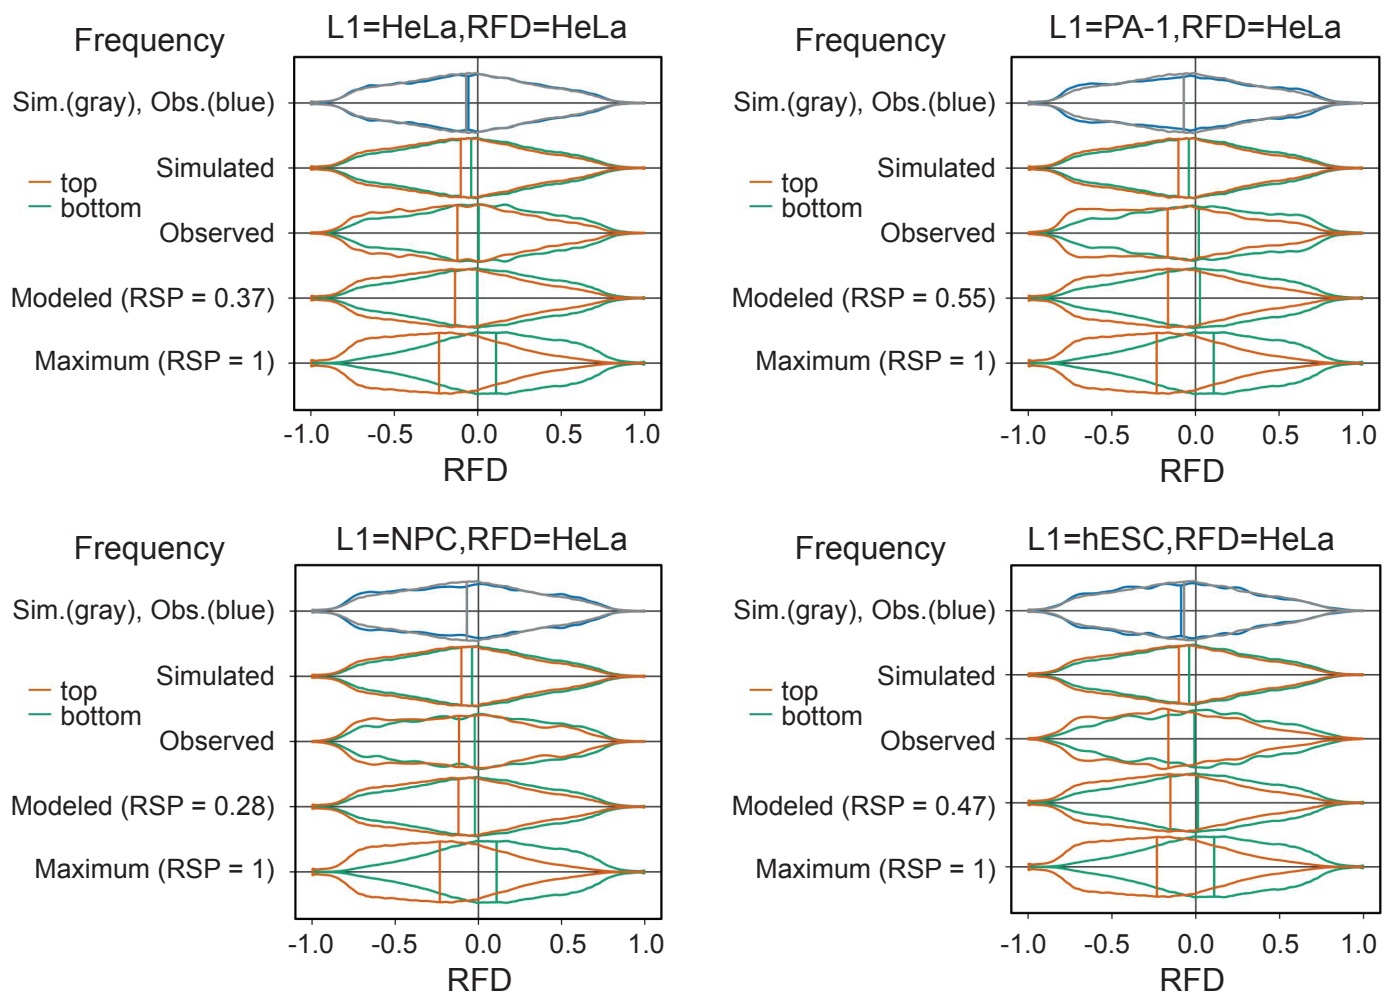 L1=HeLa,RFD=HeLa
Frequency
Sim.(gray), Obs.(blue)
Simulated
top
bottom
Observed
Modeled (RSP = 0.37)
Maximum (RSP = 1)
-1.0 -0.5 0.0 0.5 1.0
RFD
L1=PA-1,RFD=HeLa
Frequency
Sim.(gray), Obs.(blue)
Simulated
top
bottom
Observed
Modeled (RSP = 0.55)
Maximum (RSP = 1)
-1.0 -0.5 0.0 0.5 1.0
RFD
L1=NPC,RFD=HeLa
Frequency
Sim.(gray), Obs.(blue)
Simulated
top
bottom
Observed
Modeled (RSP = 0.28)
Maximum (RSP = 1)
-1.0 -0.5 0.0 0.5 1.0
RFD
L1=hESC,RFD=HeLa
Frequency
Sim.(gray), Obs.(blue)
Simulated
top
bottom
Observed
Modeled (RSP = 0.47)
Maximum (RSP = 1)
-1.0 -0.5 0.0 0.5 1.0
RFD